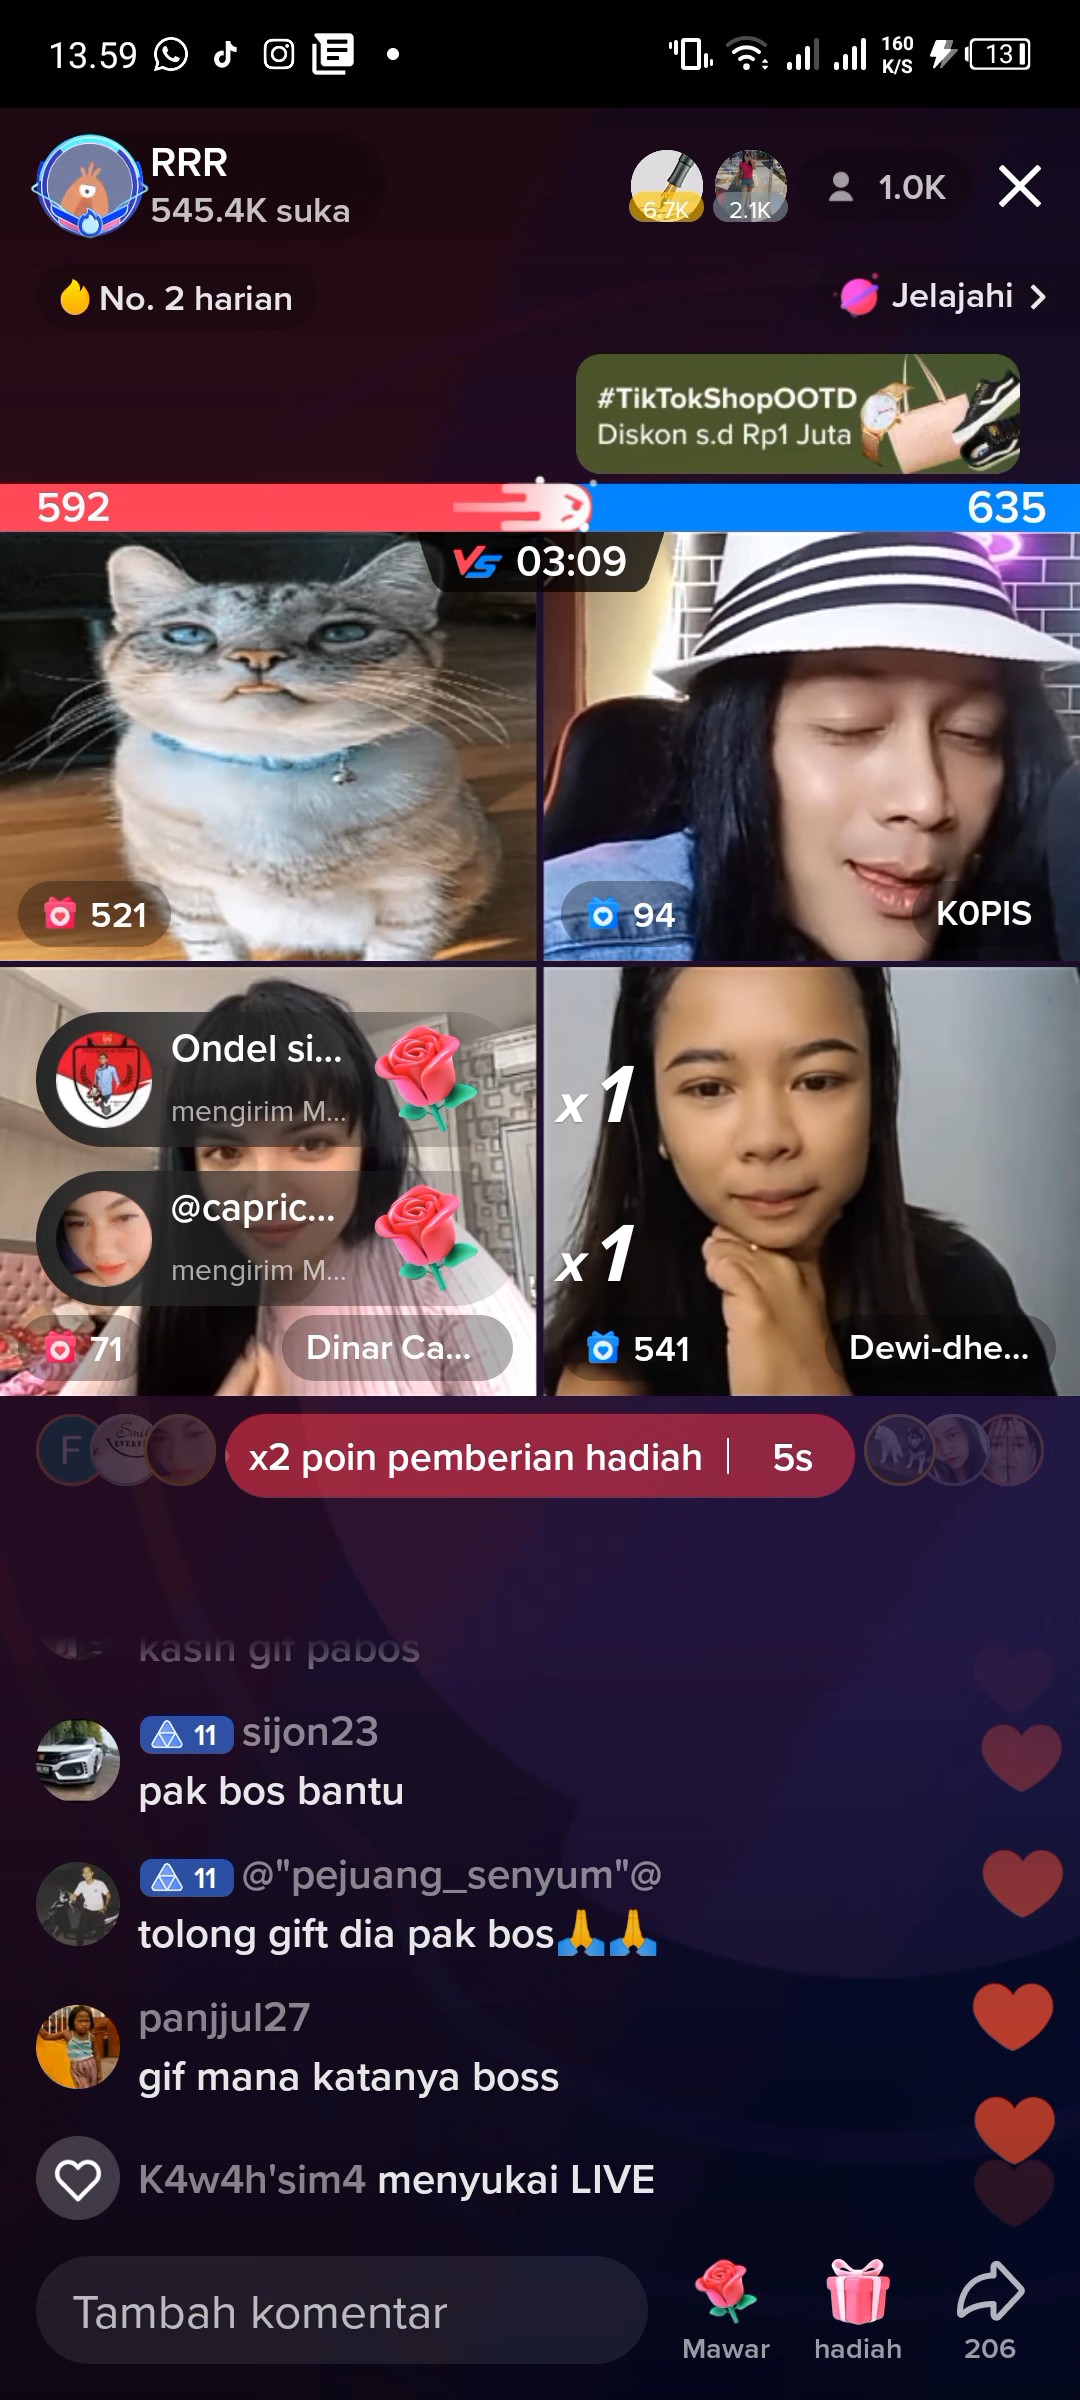 13.59
160
K/S
13
RRR
545.4K suka
6.7K
2.1K
1.0K
No. 2 harian
Jelajahi
#TikTokShopOOTD
Diskon s.d Rp1 Juta
592
635
VS 03:09
521
94
K0PIS
Ondel si...
mengirim M...
x1
@capric...
mengirim M...
x1
71
Dinar Ca...
541
Dewi-dhe...
F
x2 poin pemberian hadiah | 5s
kasih gif pabos
11 sijon23
pak bos bantu
11 @"pejuang_senyum"@
tolong gift dia pak bos🙏🙏
panjjul27
gif mana katanya boss
K4w4h'sim4 menyukai LIVE
Tambah komentar
Mawar
hadiah
206